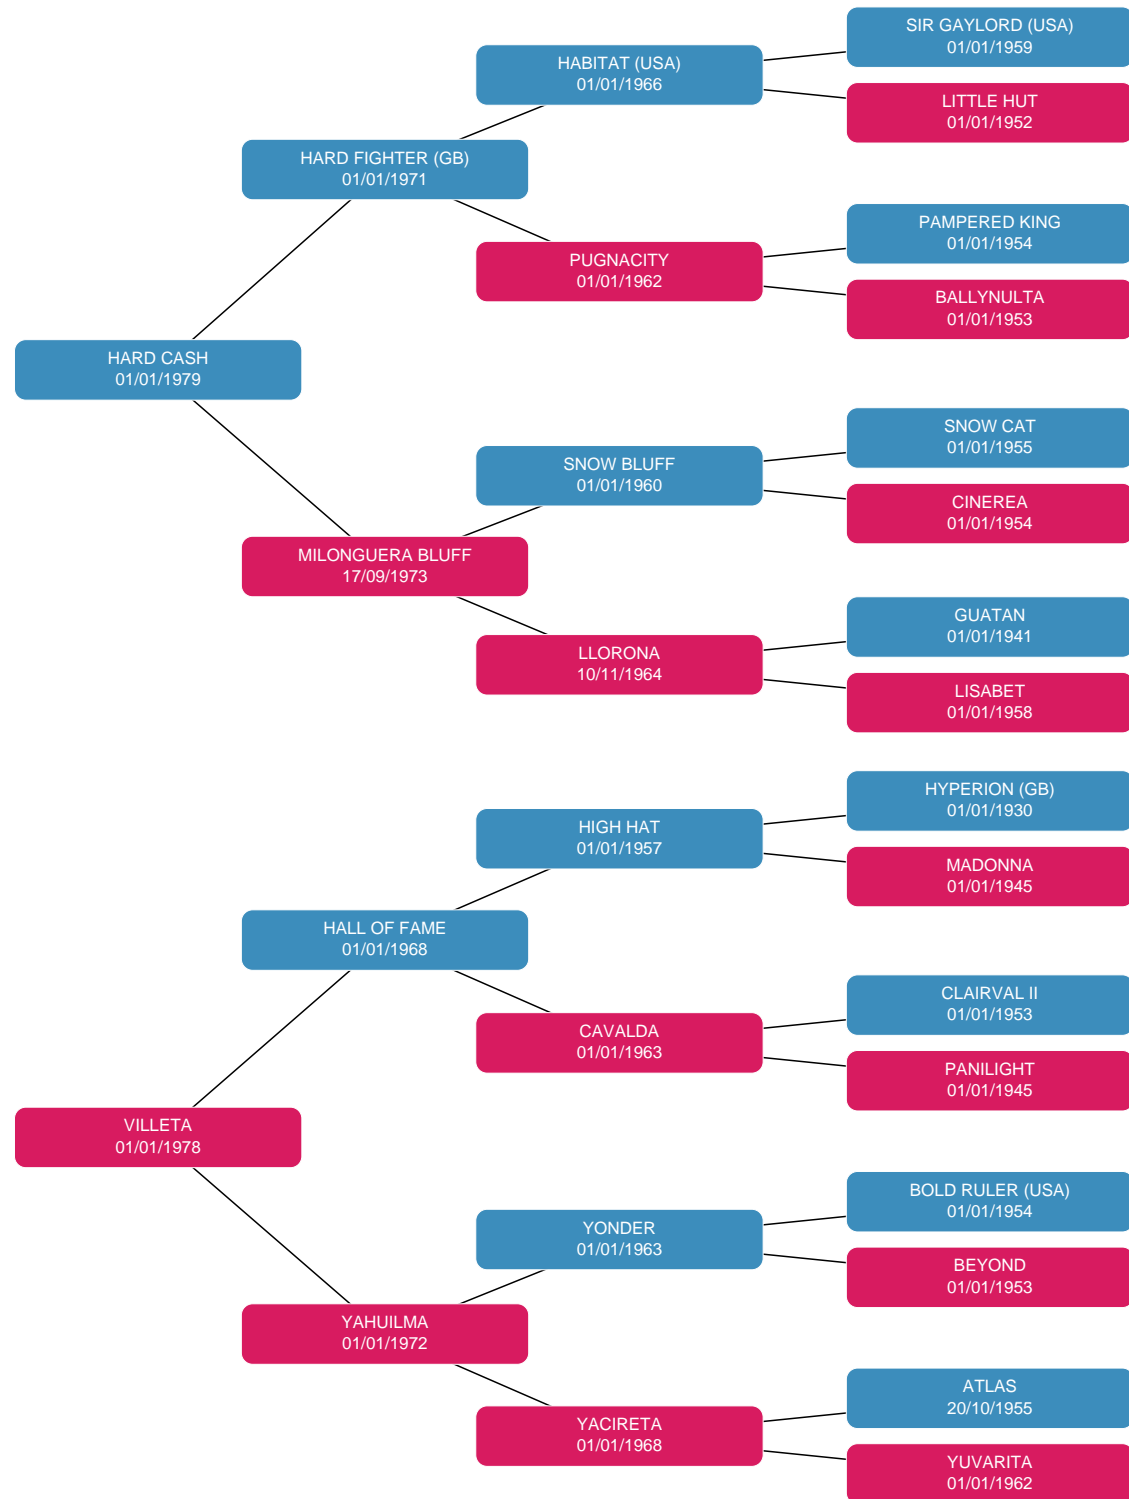 SIR GAYLORD (USA)
01/01/1959
HABITAT (USA)
01/01/1966
LITTLE HUT
01/01/1952
HARD FIGHTER (GB)
01/01/1971
PAMPERED KING
01/01/1954
PUGNACITY
01/01/1962
BALLYNULTA
01/01/1953
HARD CASH
01/01/1979
SNOW CAT
01/01/1955
SNOW BLUFF
01/01/1960
CINEREA
01/01/1954
MILONGUERA BLUFF
17/09/1973
GUATAN
01/01/1941
LLORONA
10/11/1964
LISABET
01/01/1958
HYPERION (GB)
01/01/1930
HIGH HAT
01/01/1957
MADONNA
01/01/1945
HALL OF FAME
01/01/1968
CLAIRVAL II
01/01/1953
CAVALDA
01/01/1963
PANILIGHT
01/01/1945
VILLETA
01/01/1978
BOLD RULER (USA)
01/01/1954
YONDER
01/01/1963
BEYOND
01/01/1953
YAHUILMA
01/01/1972
ATLAS
20/10/1955
YACIRETA
01/01/1968
YUVARITA
01/01/1962